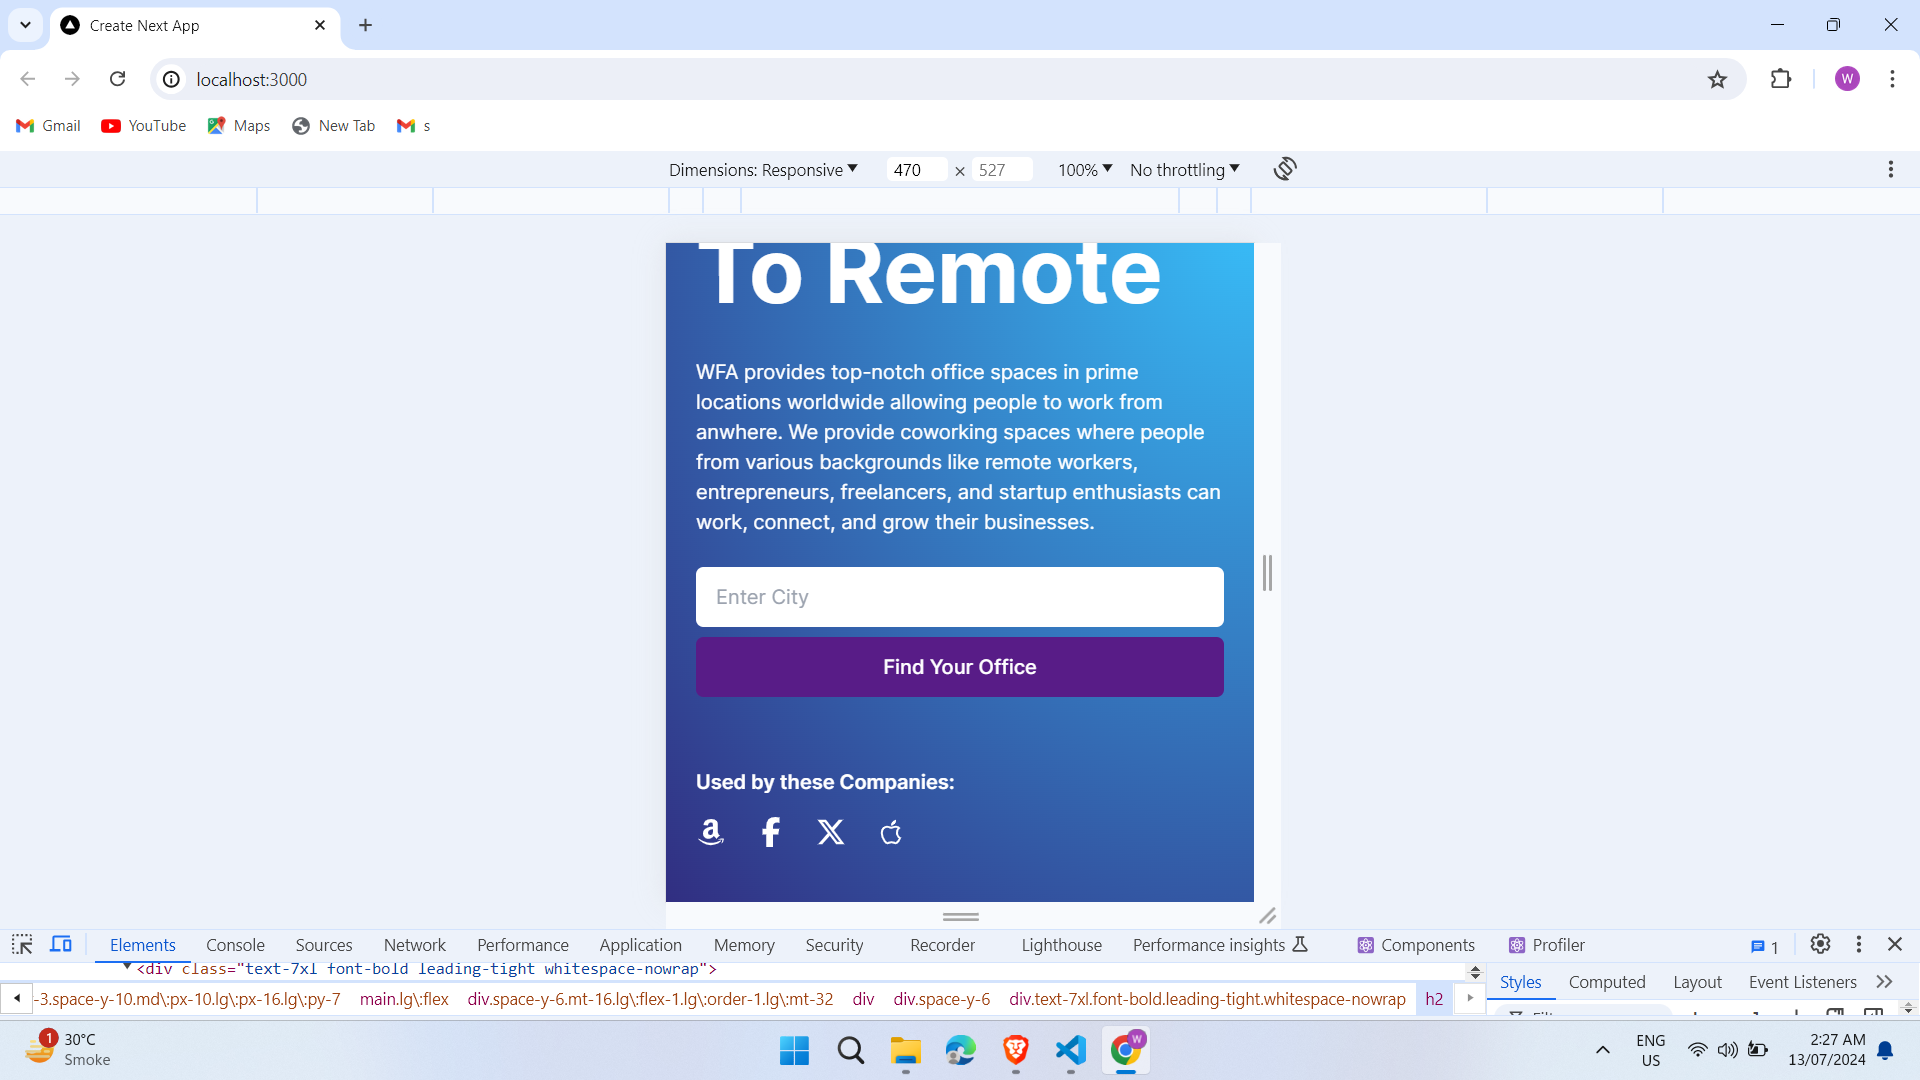 Create Next App
localhost:3000
W
Gmail YouTube Maps New Tab s
Dimensions: Responsive 470 × 527 100% No throttling
To Remote
WFA provides top-notch office spaces in prime
locations worldwide allowing people to work from
anwhere. We provide coworking spaces where people
from various backgrounds like remote workers,
entrepreneurs, freelancers, and startup enthusiasts can
work, connect, and grow their businesses.
Enter City
Find Your Office
Used by these Companies:
Elements Console Sources Network Performance Application Memory Security Recorder Lighthouse Performance insights Components Profiler 1
<div class="text-7xl font-bold leading-tight whitespace-nowrap">
Styles Computed Layout Event Listeners
-3.space-y-10.md\:px-10.lg\:px-16.lg\:py-7 main.lg\:flex div.space-y-6.mt-16.lg\:flex-1.lg\:order-1.lg\:mt-32 div div.space-y-6 div.text-7xl.font-bold.leading-tight.whitespace-nowrap h2
1
30°C
Smoke
W
ENG
US
2:27 AM
13/07/2024